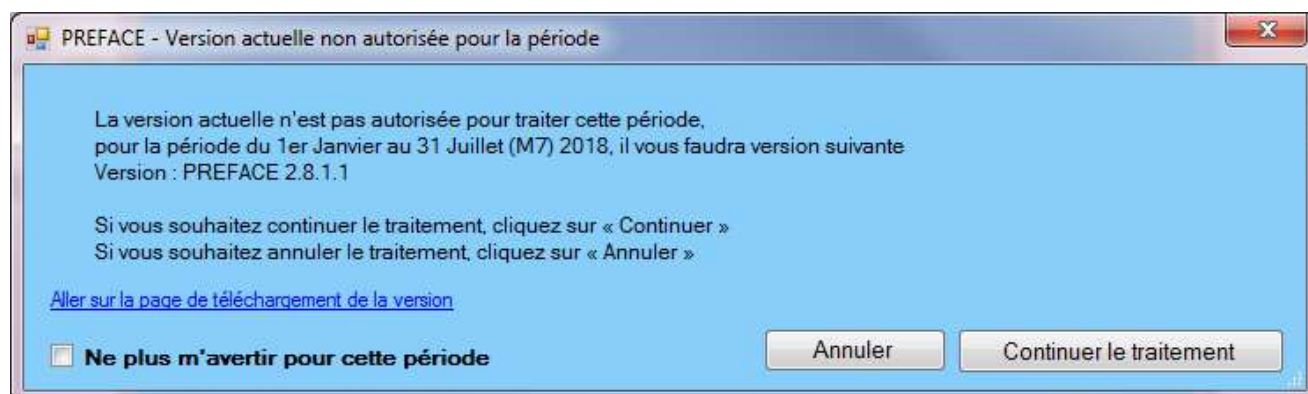 PREFACE - Version actuelle non autorisée pour la période
La version actuelle n'est pas autorisée pour traiter cette période,
pour la période du 1er Janvier au 31 Juillet (M7) 2018, il vous faudra version suivante
Version : PREFACE 2.8.1.1
Si vous souhaitez continuer le traitement, cliquez sur « Continuer »
Si vous souhaitez annuler le traitement, cliquez sur « Annuler »
Aller sur la page de téléchargement de la version
Ne plus m'avertir pour cette période
Annuler
Continuer le traitement